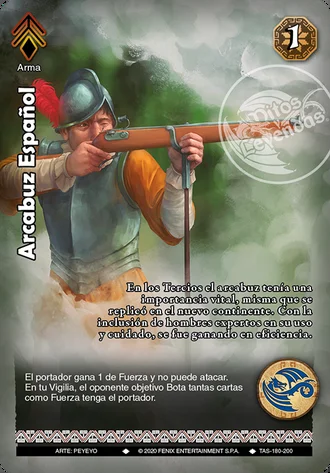 1
Arma
Mitos
Leyendas
Arcabuz Español
En los Tercios el arcabuz tenía una
importancia vital, misma que se
replicó en el nuevo continente. Con la
inclusión de hombres expertos en su uso
y cuidado, se fue ganando en eficiencia.
El portador gana 1 de Fuerza y no puede atacar.
En tu Vigilia, el oponente objetivo Bota tantas cartas
como Fuerza tenga el portador.
ARTE: PEYEYO
© 2020 FENIX ENTERTAINMENT S.P.A.
TAS-180-200